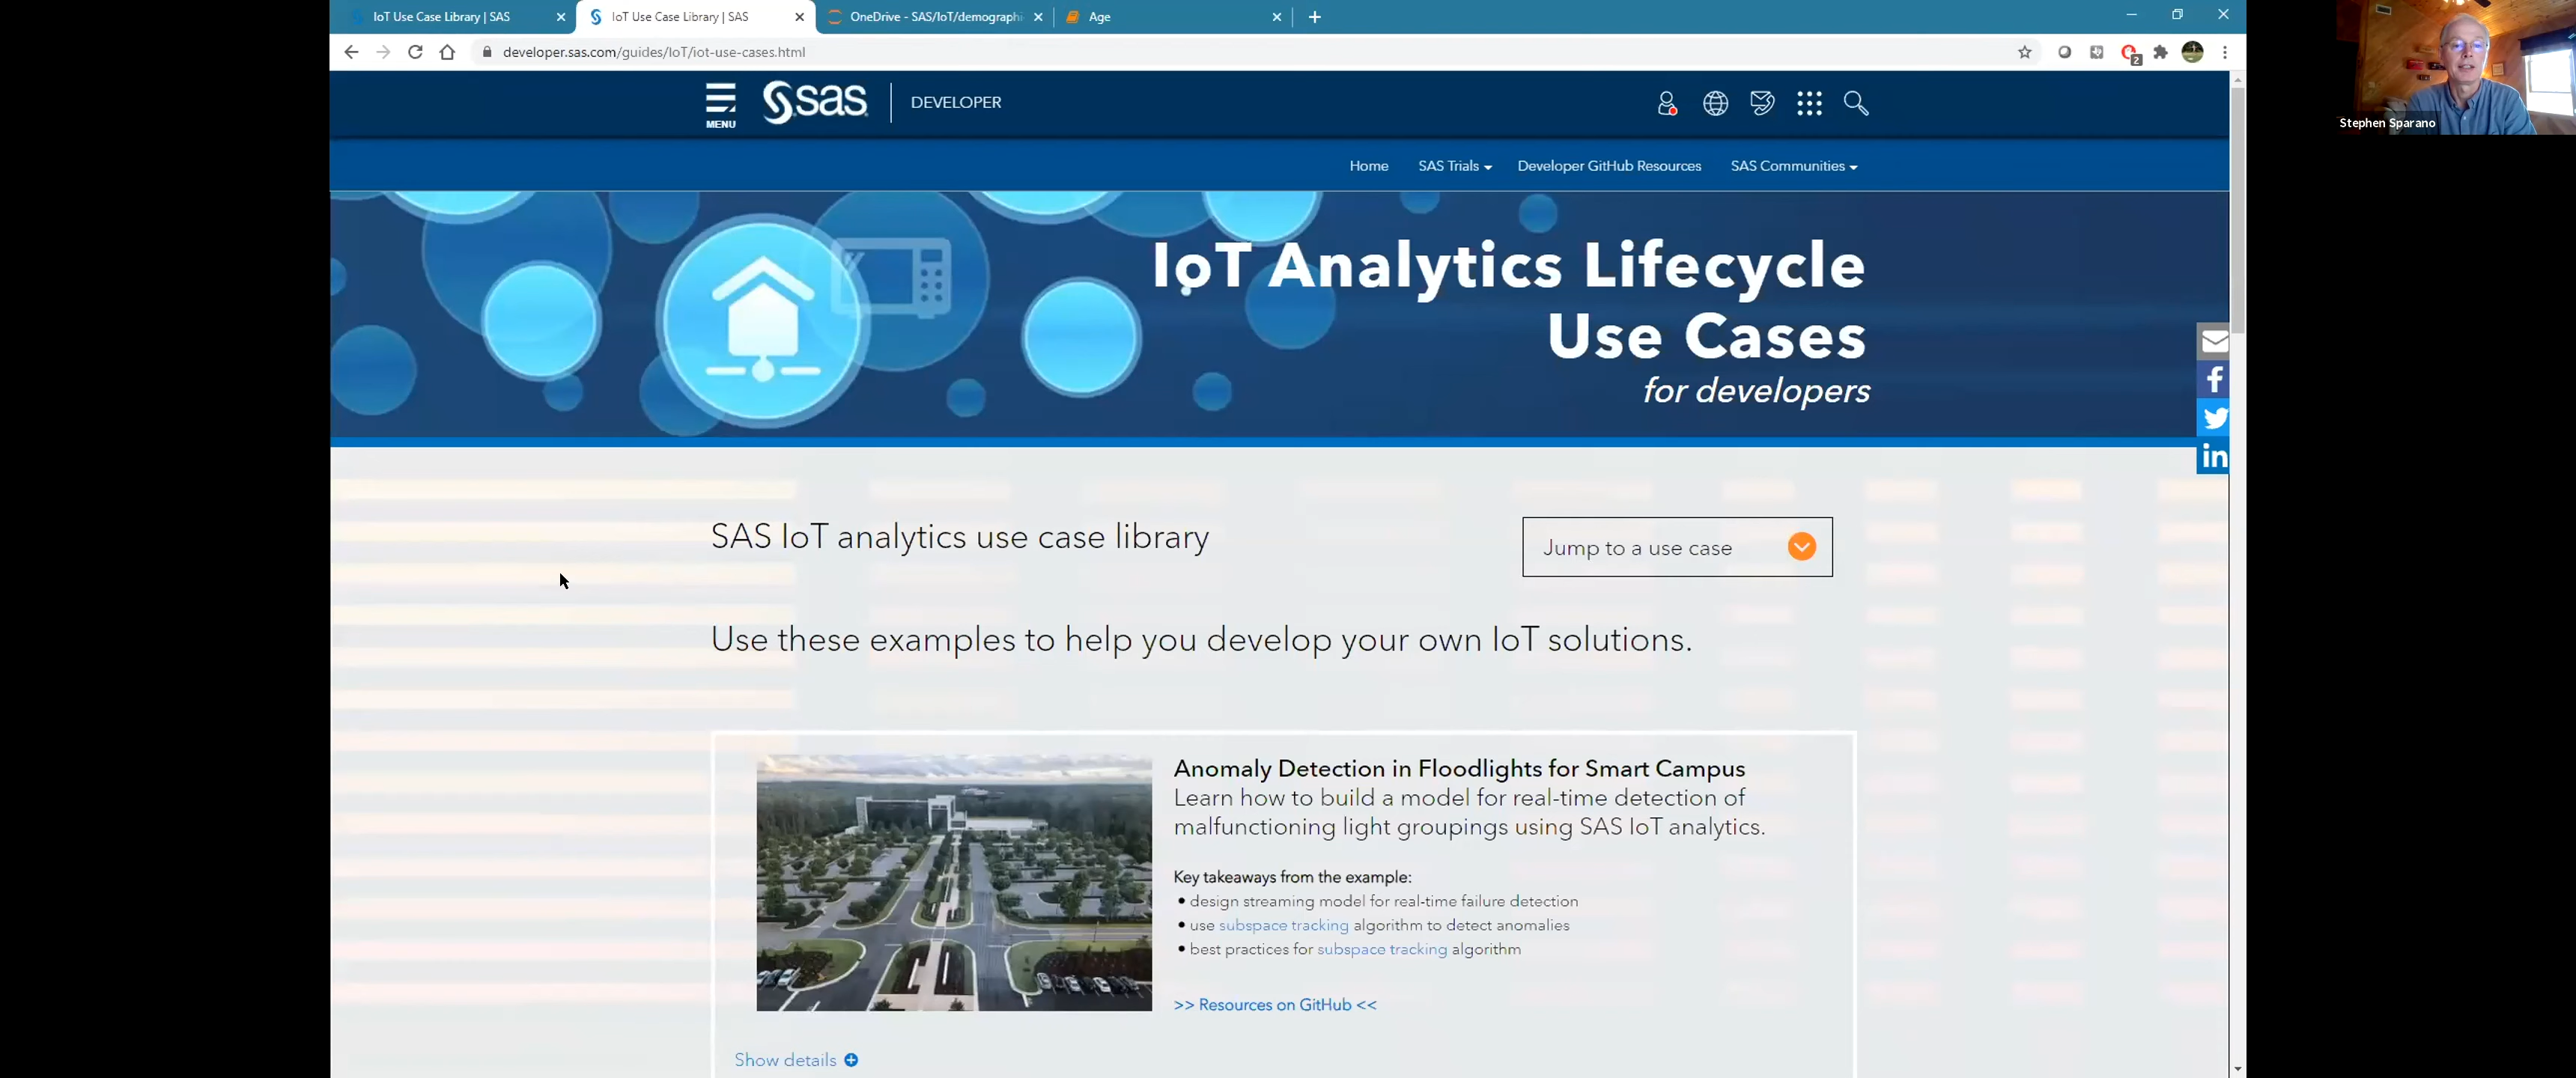 IoT Use Case Library | SAS
IoT Use Case Library | SAS
OneDrive - SAS/IoT/demographi
Age
developer.sas.com/guides/IoT/iot-use-cases.html
2
Stephen Sparano
MENU
sas
DEVELOPER
Home
SAS Trials
Developer GitHub Resources
SAS Communities
IoT Analytics Lifecycle
Use Cases
for developers
f
in
SAS IoT analytics use case library
Jump to a use case
Use these examples to help you develop your own IoT solutions.
Anomaly Detection in Floodlights for Smart Campus
Learn how to build a model for real-time detection of
malfunctioning light groupings using SAS IoT analytics.
Key takeaways from the example:
• design streaming model for real-time failure detection
• use subspace tracking algorithm to detect anomalies
• best practices for subspace tracking algorithm
>> Resources on GitHub <<
Show details